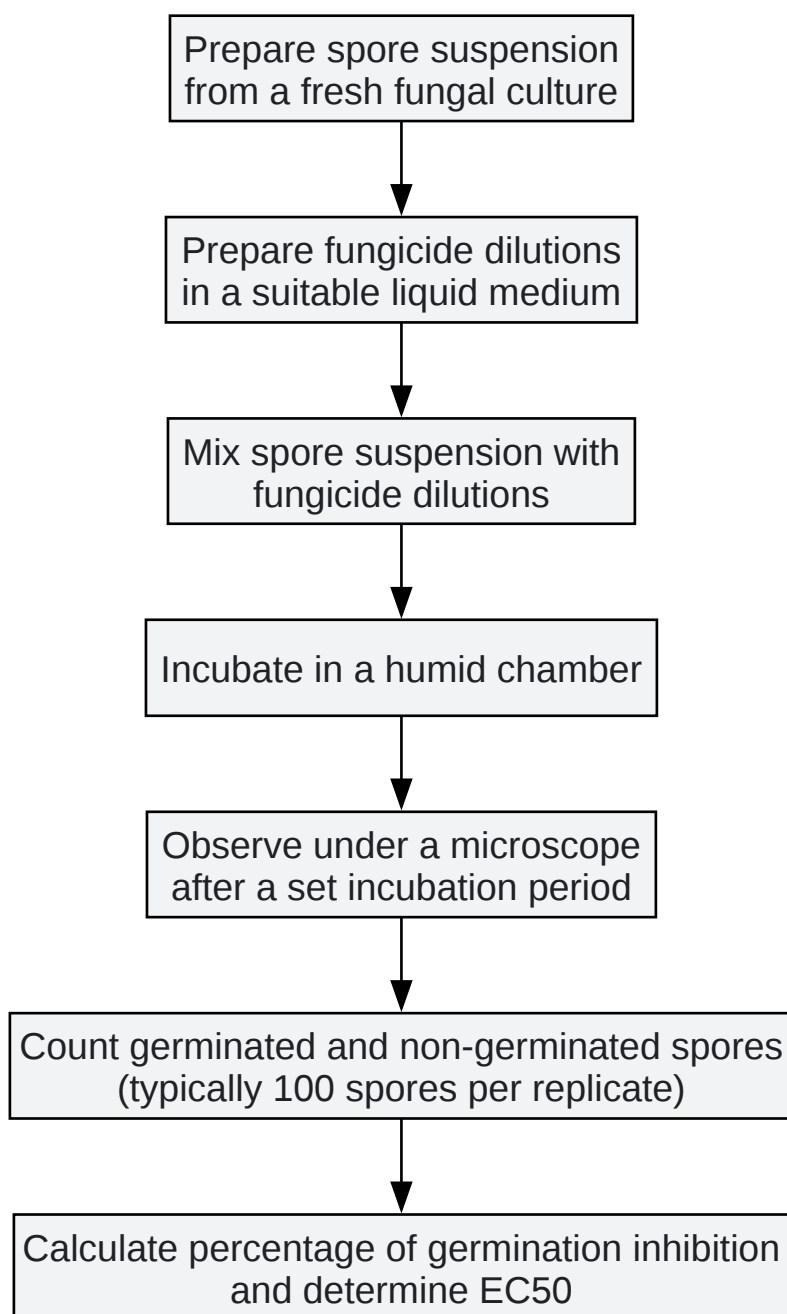 Prepare spore suspension
from a fresh fungal culture
Prepare fungicide dilutions
in a suitable liquid medium
Mix spore suspension with
fungicide dilutions
Incubate in a humid chamber
Observe under a microscope
after a set incubation period
Count germinated and non-germinated spores
(typically 100 spores per replicate)
Calculate percentage of germination inhibition
and determine EC50